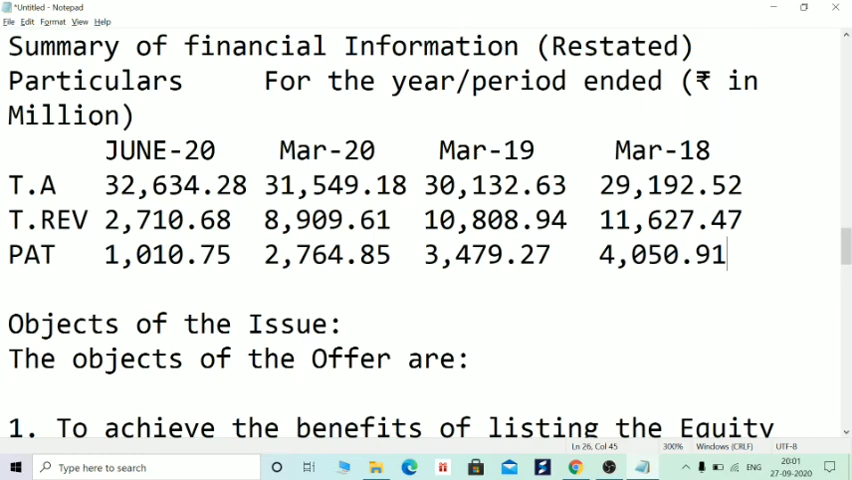 *Untitled - Notepad
File Edit Format View Help
Summary of financial Information (Restated)
Particulars For the year/period ended (₹ in
Million)
JUNE-20 Mar-20 Mar-19 Mar-18
T.A 32,634.28 31,549.18 30,132.63 29,192.52
T.REV 2,710.68 8,909.61 10,808.94 11,627.47
PAT 1,010.75 2,764.85 3,479.27 4,050.91
Objects of the Issue:
The objects of the Offer are:
1. To achieve the benefits of listing the Equity
Ln 26, Col 45 300% Windows (CRLF) UTF-8
Type here to search
ENG
20:01
27-09-2020